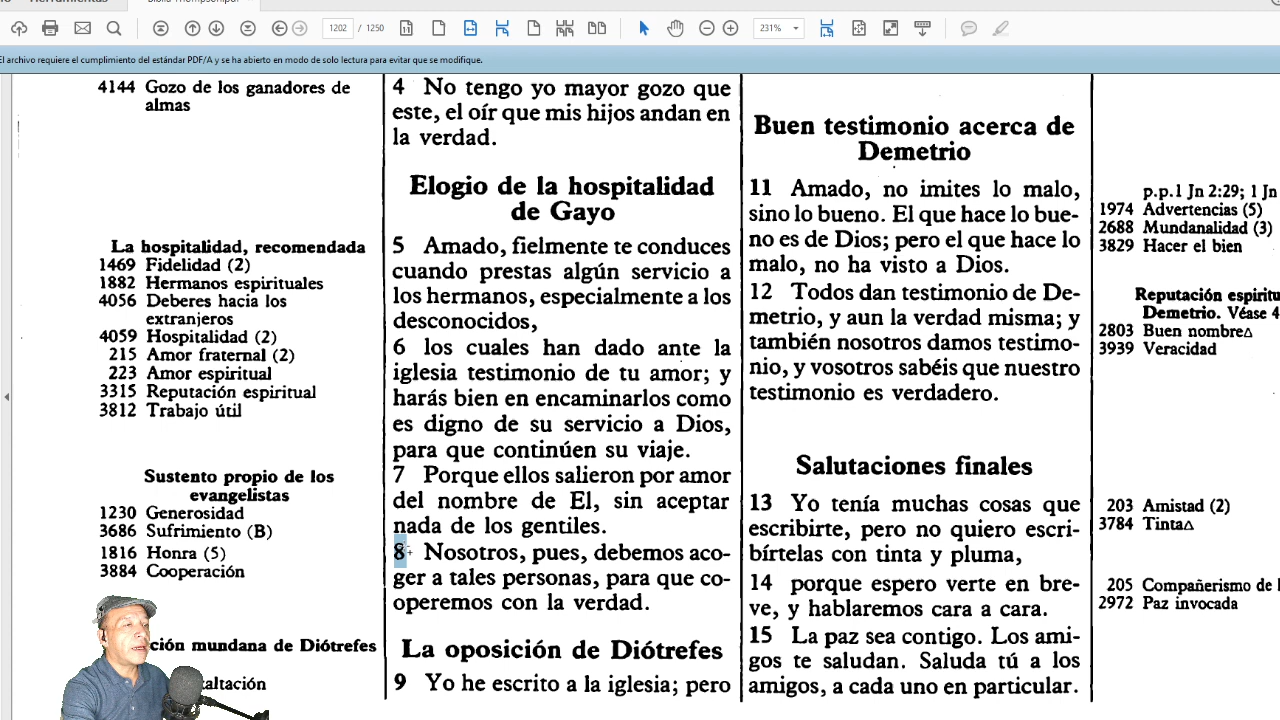 Herramientas
1202 / 1250
231%
El archivo requiere el cumplimiento del estándar PDF/A y se ha abierto en modo de solo lectura para evitar que se modifique.
4144 Gozo de los ganadores de
almas
La hospitalidad, recomendada
1469 Fidelidad (2)
1882 Hermanos espirituales
4056 Deberes hacia los
extranjeros
4059 Hospitalidad (2)
215 Amor fraternal (2)
223 Amor espiritual
3315 Reputación espiritual
3812 Trabajo útil
Sustento propio de los
evangelistas
1230 Generosidad
3686 Sufrimiento (B)
1816 Honra (5)
3884 Cooperación
ción mundana de Diótrefes
altación
4 No tengo yo mayor gozo que
este, el oír que mis hijos andan en
la verdad.
Elogio de la hospitalidad
de Gayo
5 Amado, fielmente te conduces
cuando prestas algún servicio a
los hermanos, especialmente a los
desconocidos,
6 los cuales han dado ante la
iglesia testimonio de tu amor; y
harás bien en encaminarlos como
es digno de su servicio a Dios,
para que continúen su viaje.
7 Porque ellos salieron por amor
del nombre de El, sin aceptar
nada de los gentiles.
8 Nosotros, pues, debemos aco-
ger a tales personas, para que co-
operemos con la verdad.
La oposición de Diótrefes
9 Yo he escrito a la iglesia; pero
Buen testimonio acerca de
Demetrio
11 Amado, no imites lo malo,
sino lo bueno. El que hace lo bue-
no es de Dios; pero el que hace lo
malo, no ha visto a Dios.
12 Todos dan testimonio de De-
metrio, y aun la verdad misma; y
también nosotros damos testimo-
nio, y vosotros sabéis que nuestro
testimonio es verdadero.
Salutaciones finales
13 Yo tenía muchas cosas que
escribirte, pero no quiero escri-
bírtelas con tinta y pluma,
14 porque espero verte en bre-
ve, y hablaremos cara a cara.
15 La paz sea contigo. Los ami-
gos te saludan. Saluda tú a los
amigos, a cada uno en particular.
p.p.1 Jn 2:29; 1 Jn
1974 Advertencias (5)
2688 Mundanalidad (3)
3829 Hacer el bien
Reputación espiritu
Demetrio. Véase 4
2803 Buen nombre△
3939 Veracidad
203 Amistad (2)
3784 Tinta△
205 Compañerismo de l
2972 Paz invocada